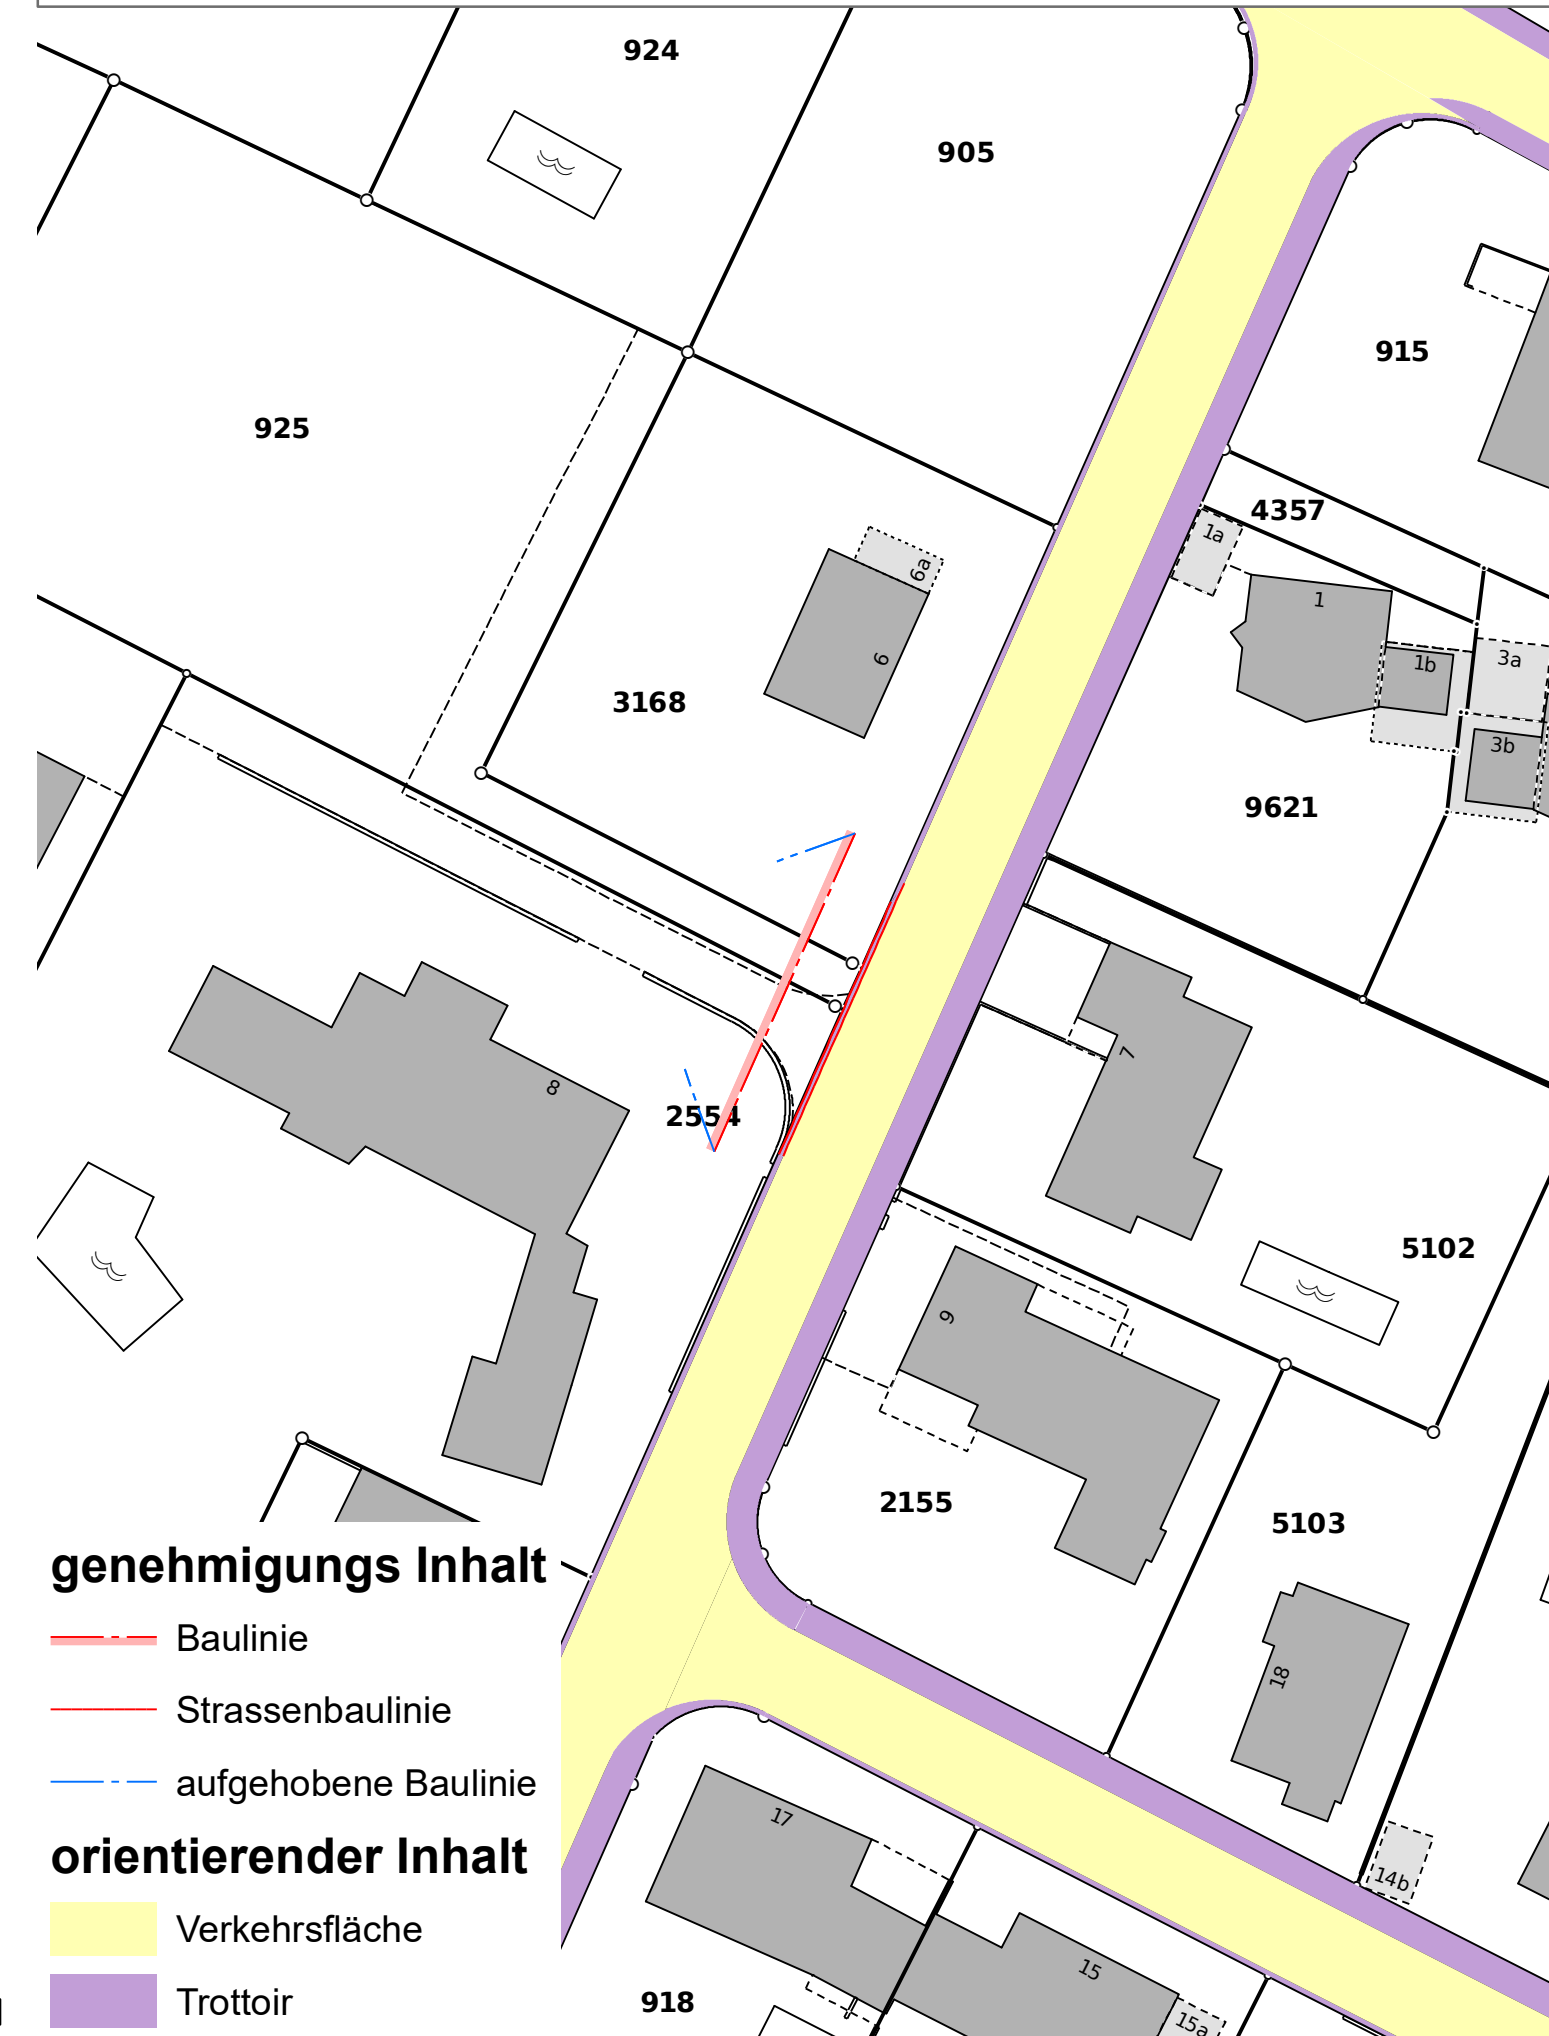 924
905
915
925
4357
1a
1
6a
6
1b
3a
3168
3b
9621
7
8
2554
5102
9
2155
5103
18
17
14b
15
918
15a
genehmigungs Inhalt
Baulinie
Strassenbaulinie
aufgehobene Baulinie
orientierender Inhalt
Verkehrsfläche
Trottoir